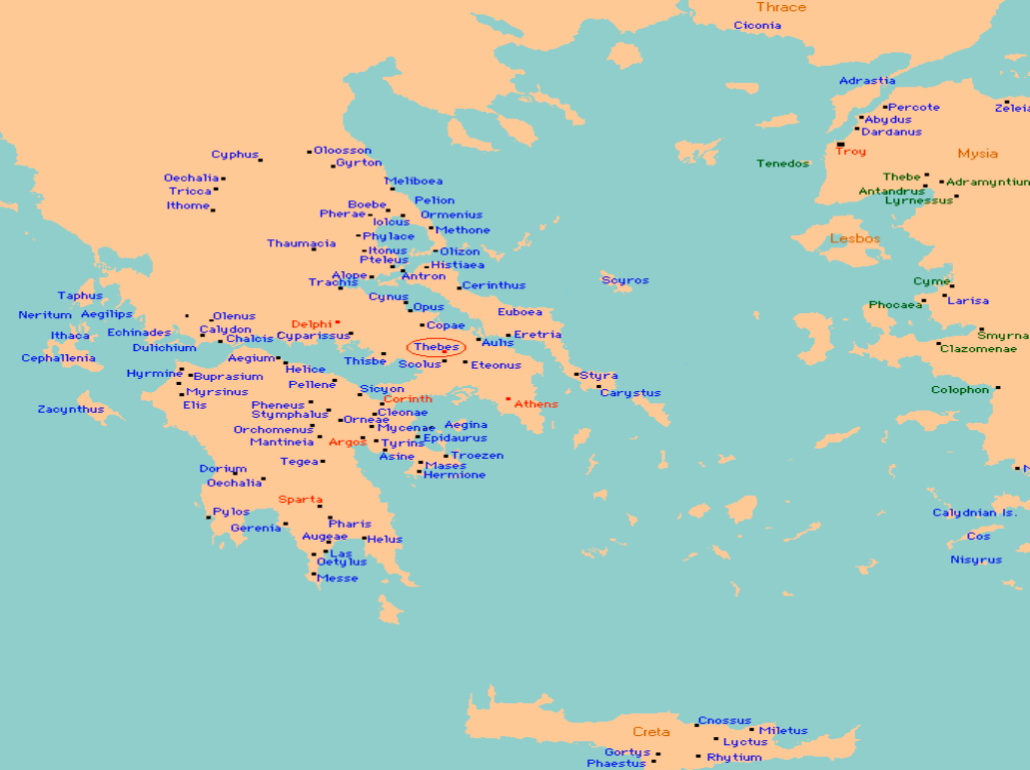 Thrace
Ciconia
Adrastia
Percote
Zeleia
Abydus
Dardanus
Troy
Mysia
Tenedos
Thebe
Adramyntium
Antandrus
Lyrnessus
Lesbos
Cyphus
Oloosson
Gyrton
Oechalia
Tricca
Ithome
Meliboea
Boebe
Pelion
Pherae
Ormenius
Iolcus
Methone
Phylace
Thaumacia
Itonus
Olizon
Pteleus
Histiaea
Alope
Antron
Trachis
Cerinthus
Scyros
Cyme
Larisa
Phocaea
Smyrna
Clazomenae
Colophon
Taphus
Cynus
Opus
Euboea
Neritum
Aegilips
Olenus
Delphi
Copae
Ithaca
Echinades
Calydon
Chalcis
Cyparissus
Eretria
Aulis
Dulichium
Thebes
Cephallenia
Aegium
Thisbe
Scolus
Eteonus
Hyrmine
Buprasium
Helice
Pellene
Styra
Myrsinus
Sicyon
Carystus
Elis
Corinth
Athens
Zacynthus
Pheneus
Stymphalus
Cleonae
Orneae
Orchomenus
Mycenae
Aegina
Mantineia
Argos
Tyrins
Epidaurus
Asine
Troezen
Tegea
Mases
Hermione
Dorium
Oechalia
Sparta
Pylos
Gerenia
Pharis
Augeae
Helus
Las
Oetylus
Messe
M
Calydnian Is.
Cos
Nisyrus
Cnossus
Creta
Miletus
Lyctus
Gortys
Rhytium
Phaestus